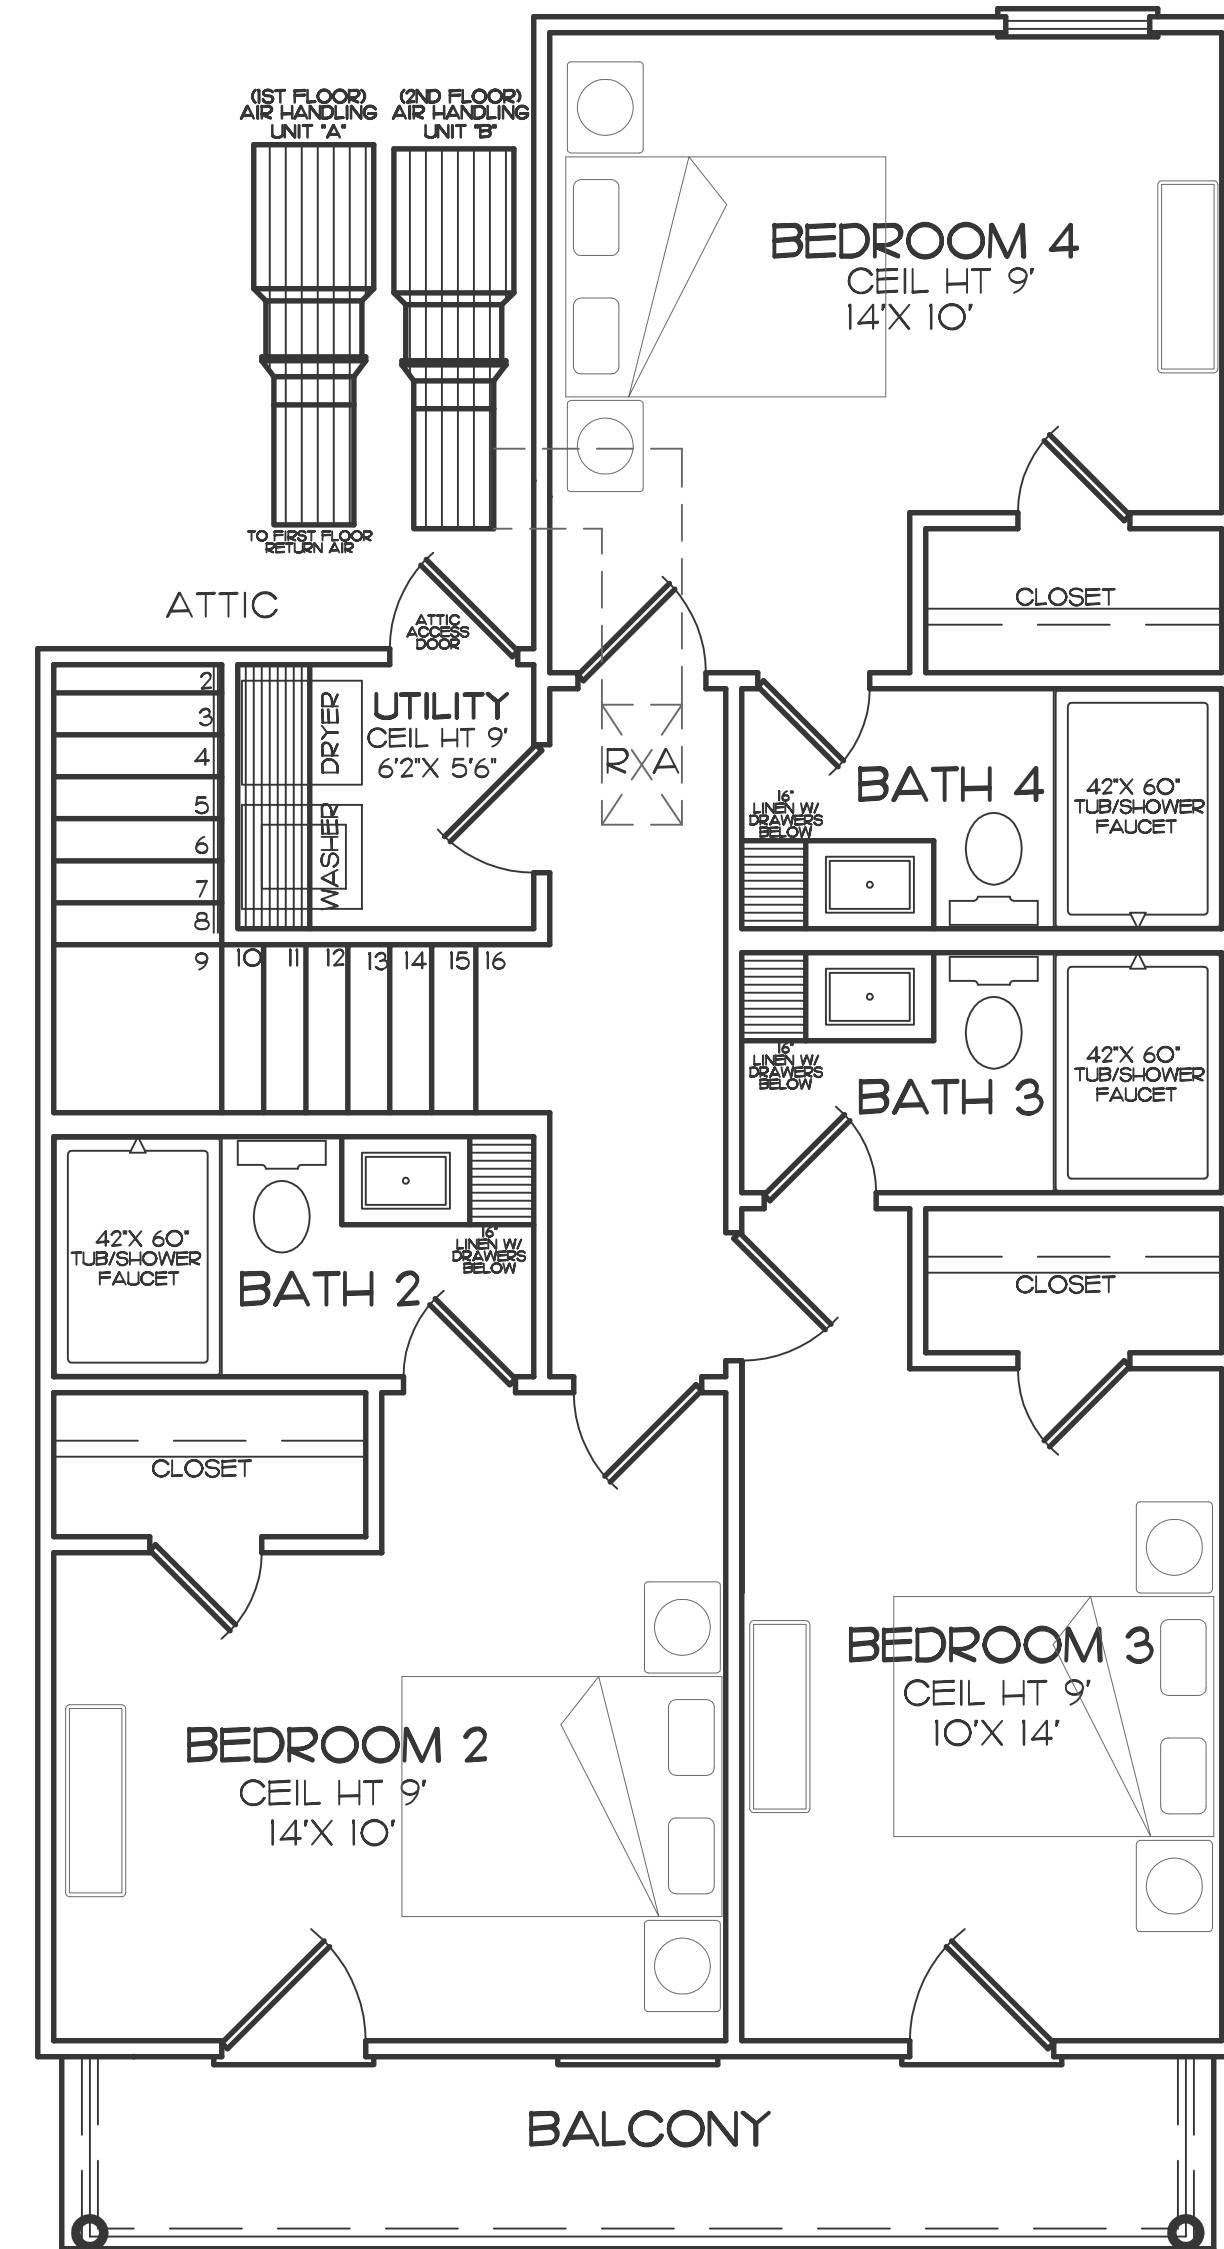 (1ST FLOOR)
AIR HANDLING
UNIT "A"
(2ND FLOOR)
AIR HANDLING
UNIT "B"
BEDROOM 4
CEIL HT 9'
14'X 10'
TO FIRST FLOOR
RETURN AIR
ATTIC
ATTIC
ACCESS
DOOR
CLOSET
2
3
4
5
6
7
8
9
10
11
12
13
14
15
16
DRYER
WASHER
UTILITY
CEIL HT 9'
6'2"X 5'6"
R A
BATH 4
16"
LINEN W/
DRAWERS
BELOW
42"X 60"
TUB/SHOWER
FAUCET
16"
LINEN W/
DRAWERS
BELOW
BATH 3
42"X 60"
TUB/SHOWER
FAUCET
42"X 60"
TUB/SHOWER
FAUCET
BATH 2
16"
LINEN W/
DRAWERS
BELOW
CLOSET
CLOSET
BEDROOM 3
CEIL HT 9'
10'X 14'
BEDROOM 2
CEIL HT 9'
14'X 10'
BALCONY